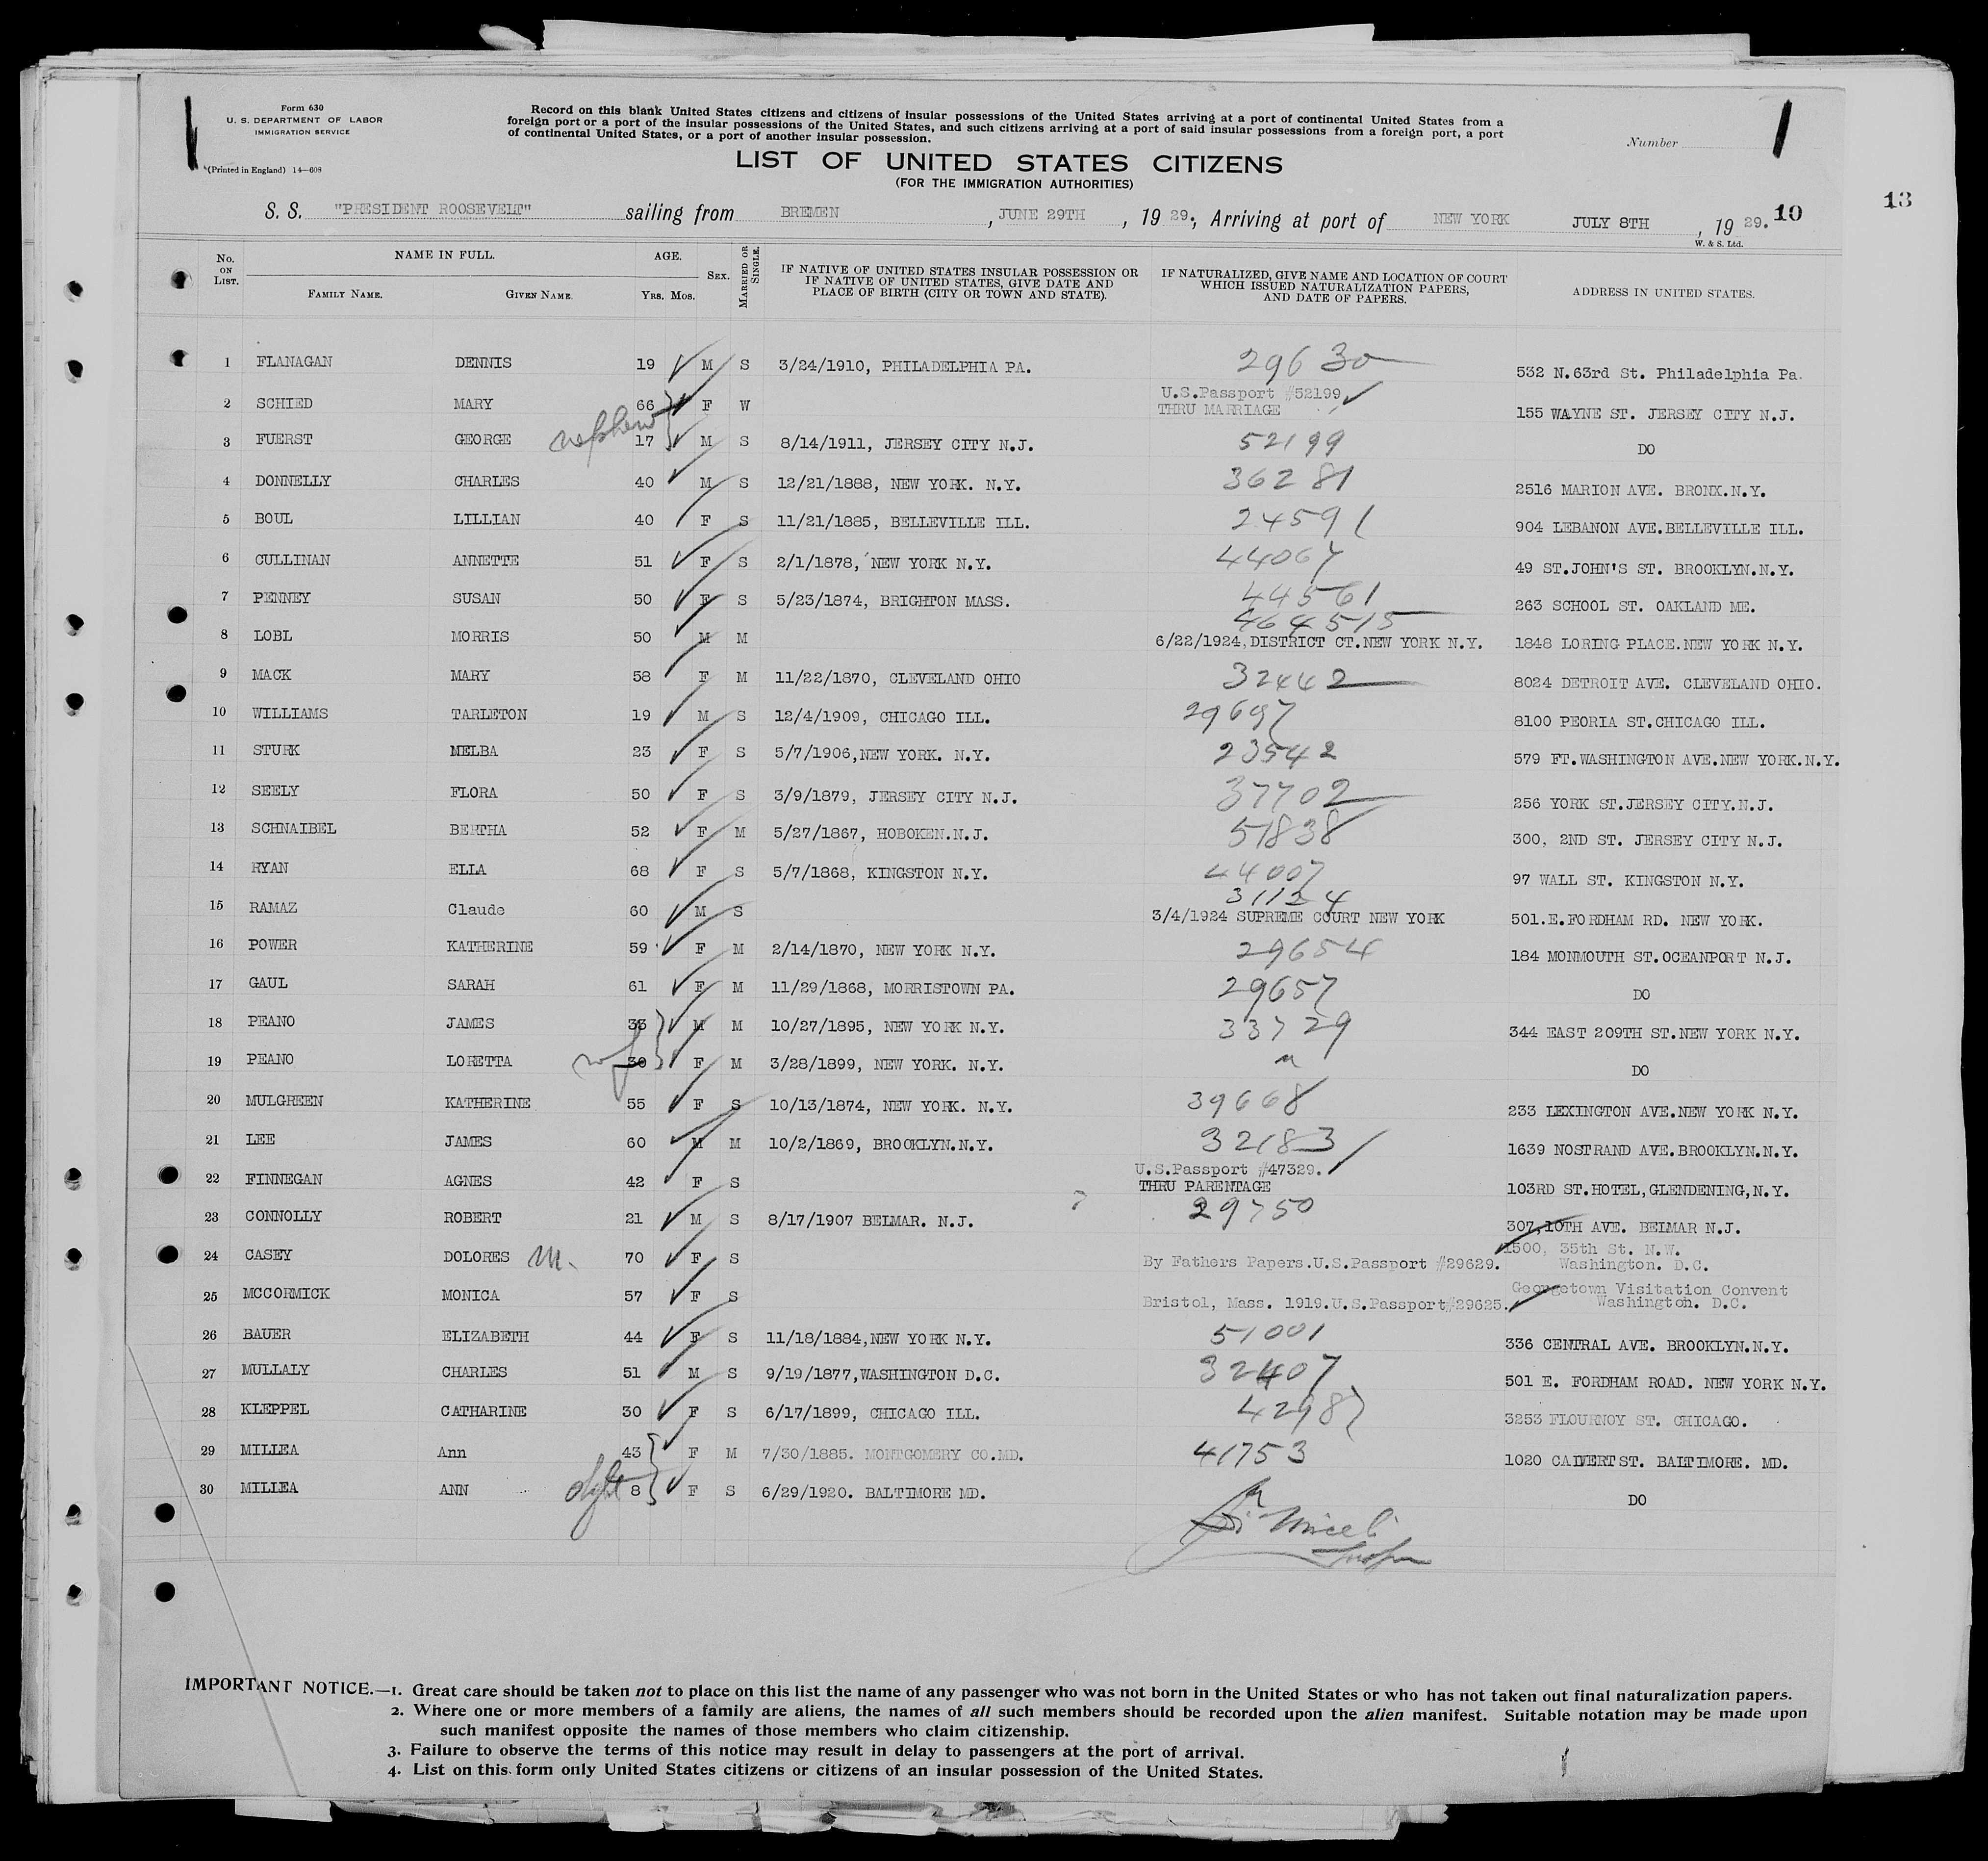 Form 630
U. S. DEPARTMENT OF LABOR
IMMIGRATION SERVICE
(Printed in England) 14—608
Record on this blank United States citizens and citizens of insular possessions of the United States arriving at a port of continental United States from a
foreign port or a port of the insular possessions of the United States, and such citizens arriving at a port of said insular possessions from a foreign port, a port
of continental United States, or a port of another insular possession.
Number
LIST OF UNITED STATES CITIZENS
(FOR THE IMMIGRATION AUTHORITIES)
13
S. S. "PRESIDENT ROOSEVELT" sailing from BREMEN, JUNE 29TH, 1929., Arriving at port of NEW YORK JULY 8TH, 1929. 10
W. & S. Ltd.
No. ON LIST. NAME IN FULL. FAMILY NAME. GIVEN NAME. AGE. Yrs. Mos. SEX. MARRIED OR SINGLE. IF NATIVE OF UNITED STATES INSULAR POSSESSION OR IF NATIVE OF UNITED STATES, GIVE DATE AND PLACE OF BIRTH (CITY OR TOWN AND STATE). IF NATURALIZED, GIVE NAME AND LOCATION OF COURT WHICH ISSUED NATURALIZATION PAPERS, AND DATE OF PAPERS. ADDRESS IN UNITED STATES.
1 FLANAGAN DENNIS 19 M S 3/24/1910, PHILADELPHIA PA. 29630 532 N.63rd St. Philadelphia Pa.
2 SCHIED MARY 66 F W U.S.Passport #52199 THRU MARRIAGE 155 WAYNE ST. JERSEY CITY N.J.
3 FUERST GEORGE nephew 17 M S 8/14/1911, JERSEY CITY N.J. 52199 DO
4 DONNELLY CHARLES 40 M S 12/21/1888, NEW YORK. N.Y. 36281 2516 MARION AVE. BRONX.N.Y.
5 BOUL LILLIAN 40 F S 11/21/1885, BELLEVILLE ILL. 24591 904 LEBANON AVE.BELLEVILLE ILL.
6 CULLINAN ANNETTE 51 F S 2/1/1878, NEW YORK N.Y. 44067 49 ST.JOHN'S ST. BROOKLYN.N.Y.
7 PENNEY SUSAN 50 F S 5/23/1874, BRIGHTON MASS. 44561 263 SCHOOL ST. OAKLAND ME.
8 LOBL MORRIS 50 M M 464515 6/22/1924,DISTRICT CT.NEW YORK N.Y. 1848 LORING PLACE.NEW YORK N.Y.
9 MACK MARY 58 F M 11/22/1870, CLEVELAND OHIO 32442 8024 DETROIT AVE. CLEVELAND OHIO.
10 WILLIAMS TARLETON 19 M S 12/4/1909, CHICAGO ILL. 29697 8100 PEORIA ST.CHICAGO ILL.
11 STURK MELBA 23 F S 5/7/1906,NEW YORK. N.Y. 23542 579 FT.WASHINGTON AVE.NEW YORK.N.Y.
12 SEELY FLORA 50 F S 3/9/1879, JERSEY CITY N.J. 37702 256 YORK ST.JERSEY CITY.N.J.
13 SCHNAIBEL BERTHA 52 F M 5/27/1867, HOBOKEN.N.J. 51838 300, 2ND ST. JERSEY CITY N.J.
14 RYAN ELLA 68 F S 5/7/1868, KINGSTON N.Y. 44007 97 WALL ST. KINGSTON N.Y.
15 RAMAZ Claude 60 M S 31124 3/4/1924 SUPREME COURT NEW YORK 501.E.FORDHAM RD. NEW YORK.
16 POWER KATHERINE 59 F M 2/14/1870, NEW YORK N.Y. 29654 184 MONMOUTH ST.OCEANPORT N.J.
17 GAUL SARAH 61 F M 11/29/1868, MORRISTOWN PA. 29657 DO
18 PEANO JAMES 33 M M 10/27/1895, NEW YORK N.Y. 33729 344 EAST 209TH ST.NEW YORK N.Y.
19 PEANO LORETTA wf 30 F M 3/28/1899, NEW YORK. N.Y. " DO
20 MULGREEN KATHERINE 55 F S 10/13/1874, NEW YORK. N.Y. 39668 233 LEXINGTON AVE.NEW YORK N.Y.
21 LEE JAMES 60 M M 10/2/1869, BROOKLYN.N.Y. 32183 1639 NOSTRAND AVE.BROOKLYN.N.Y.
22 FINNEGAN AGNES 42 F S U.S.Passport #47329. THRU PARENTAGE 103RD ST.HOTEL,GLENDENING,N.Y.
23 CONNOLLY ROBERT 21 M S 8/17/1907 BELMAR. N.J. ? 29750 307,10TH AVE. BELMAR N.J.
24 CASEY DOLORES M. 70 F S By Fathers Papers.U.S.Passport #29629. 1500, 35th St. N.W. Washington. D.C.
25 MCCORMICK MONICA 57 F S Bristol, Mass. 1919.U.S.Passport#29625. Georgetown Visitation Convent Washington. D.C.
26 BAUER ELIZABETH 44 F S 11/18/1884,NEW YORK N.Y. 51001 336 CENTRAL AVE. BROOKLYN.N.Y.
27 MULLALY CHARLES 51 M S 9/19/1877,WASHINGTON D.C. 32407 501 E. FORDHAM ROAD. NEW YORK N.Y.
28 KLEPPEL CATHARINE 30 F S 6/17/1899, CHICAGO ILL. 42987 3253 FLOURNOY ST. CHICAGO.
29 MILLEA Ann 43 F M 7/30/1885. MONTGOMERY CO.MD. 41753 1020 CALVERT ST. BALTIMORE. MD.
30 MILLEA ANN 8 F S 6/29/1920. BALTIMORE MD. DO
IMPORTANT NOTICE.—1. Great care should be taken not to place on this list the name of any passenger who was not born in the United States or who has not taken out final naturalization papers.
2. Where one or more members of a family are aliens, the names of all such members should be recorded upon the alien manifest. Suitable notation may be made upon
such manifest opposite the names of those members who claim citizenship.
3. Failure to observe the terms of this notice may result in delay to passengers at the port of arrival.
4. List on this form only United States citizens or citizens of an insular possession of the United States.